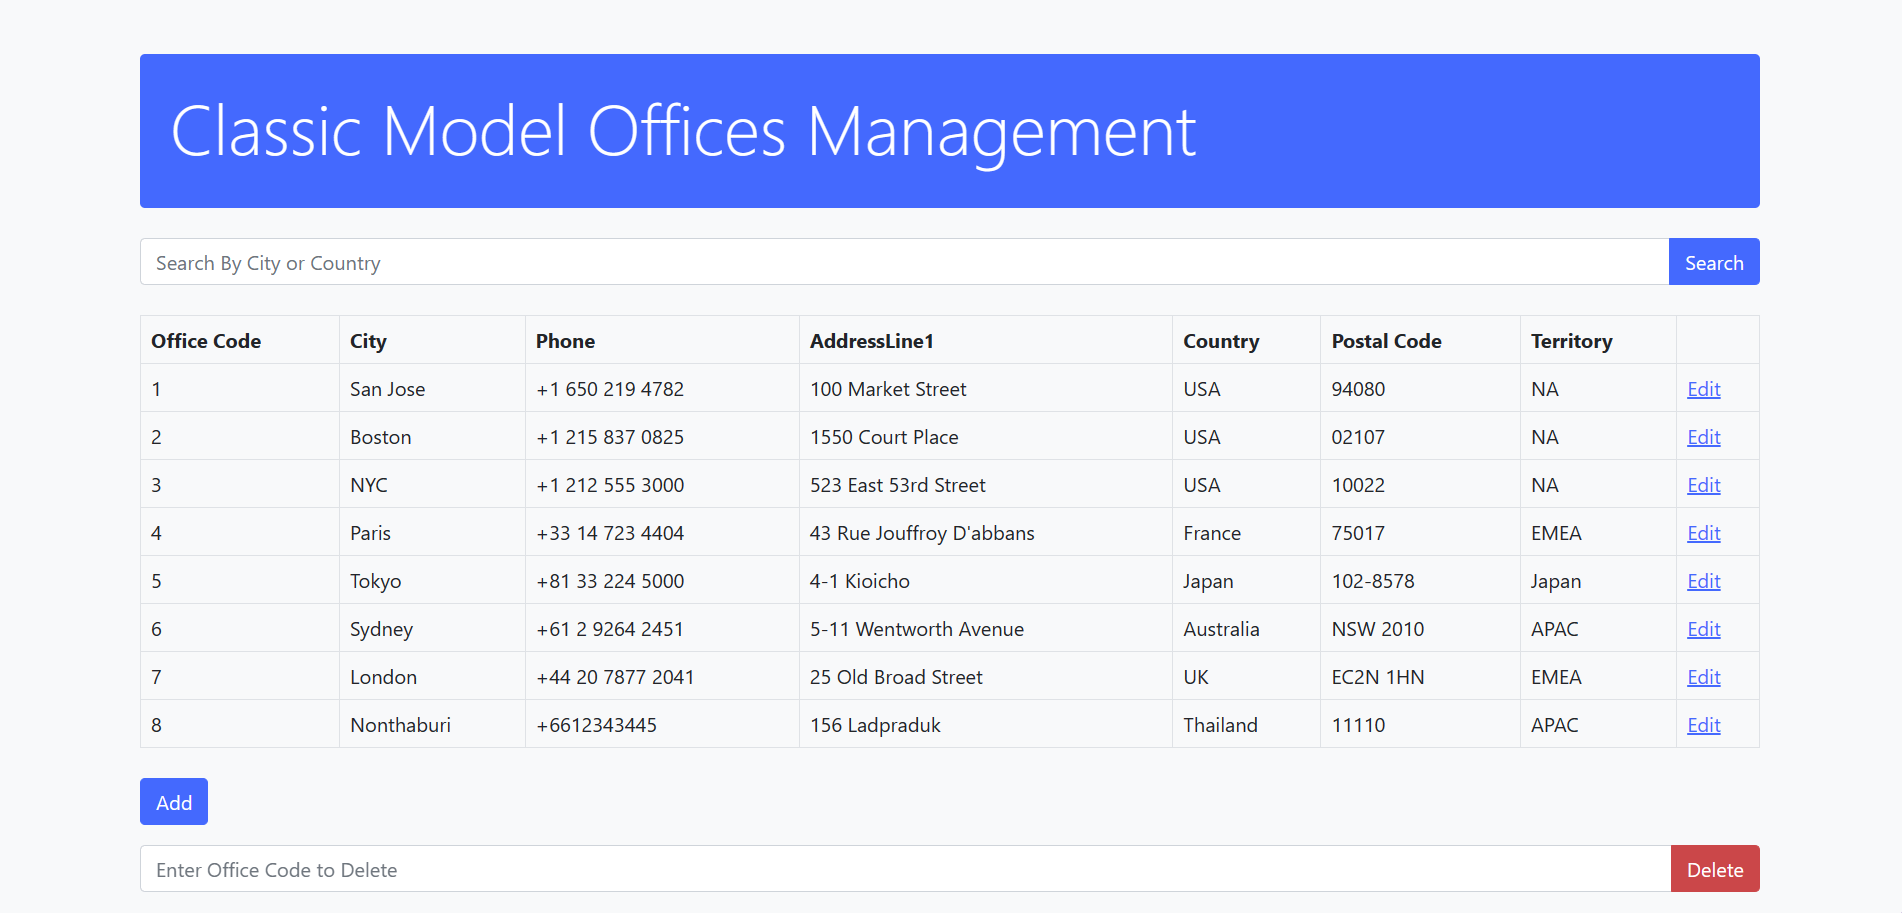 Classic Model Offices Management
Search By City or Country Search
Office Code City Phone AddressLine1 Country Postal Code Territory
1 San Jose +1 650 219 4782 100 Market Street USA 94080 NA Edit
2 Boston +1 215 837 0825 1550 Court Place USA 02107 NA Edit
3 NYC +1 212 555 3000 523 East 53rd Street USA 10022 NA Edit
4 Paris +33 14 723 4404 43 Rue Jouffroy D'abbans France 75017 EMEA Edit
5 Tokyo +81 33 224 5000 4-1 Kioicho Japan 102-8578 Japan Edit
6 Sydney +61 2 9264 2451 5-11 Wentworth Avenue Australia NSW 2010 APAC Edit
7 London +44 20 7877 2041 25 Old Broad Street UK EC2N 1HN EMEA Edit
8 Nonthaburi +6612343445 156 Ladpraduk Thailand 11110 APAC Edit
Add
Enter Office Code to Delete Delete